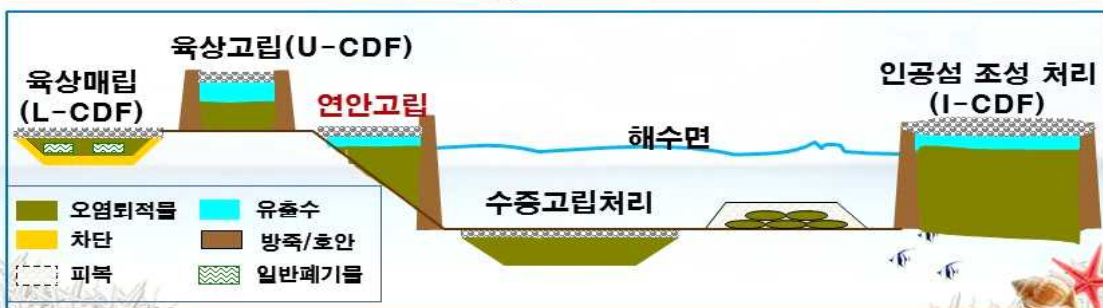 육상고립(U-CDF)
육상매립
(L-CDF)
연안고립
인공섬 조성 처리
(I-CDF)
해수면
수중고립처리
오염퇴적물
유출수
차단
방죽/호안
피복
일반폐기물